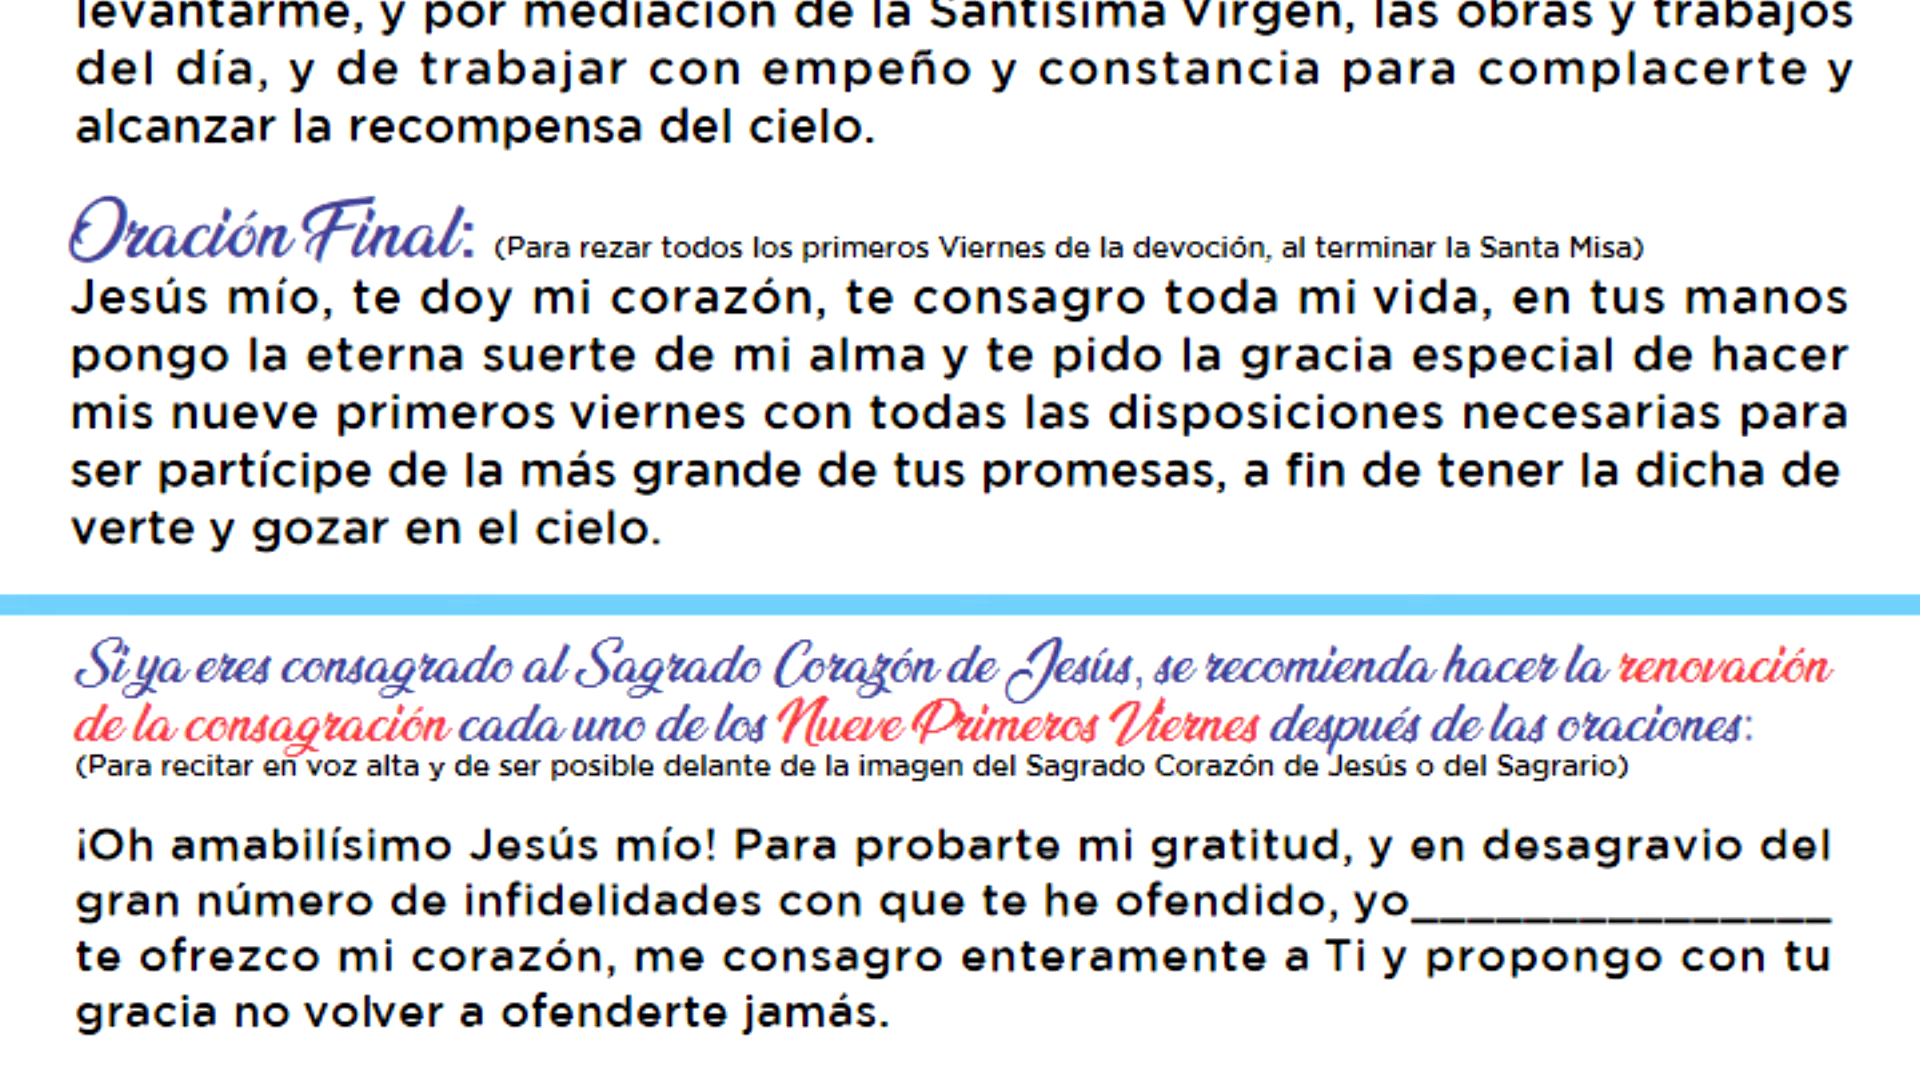 levantarme, y por mediación de la Santísima Virgen, las obras y trabajos
del día, y de trabajar con empeño y constancia para complacerte y
alcanzar la recompensa del cielo.
Oración Final: (Para rezar todos los primeros Viernes de la devoción, al terminar la Santa Misa)
Jesús mío, te doy mi corazón, te consagro toda mi vida, en tus manos
pongo la eterna suerte de mi alma y te pido la gracia especial de hacer
mis nueve primeros viernes con todas las disposiciones necesarias para
ser partícipe de la más grande de tus promesas, a fin de tener la dicha de
verte y gozar en el cielo.
Si ya eres consagrado al Sagrado Corazón de Jesús, se recomienda hacer la renovación
de la consagración cada uno de los Nueve Primeros Viernes después de las oraciones:
(Para recitar en voz alta y de ser posible delante de la imagen del Sagrado Corazón de Jesús o del Sagrario)
¡Oh amabilísimo Jesús mío! Para probarte mi gratitud, y en desagravio del
gran número de infidelidades con que te he ofendido, yo_______________
te ofrezco mi corazón, me consagro enteramente a Ti y propongo con tu
gracia no volver a ofenderte jamás.